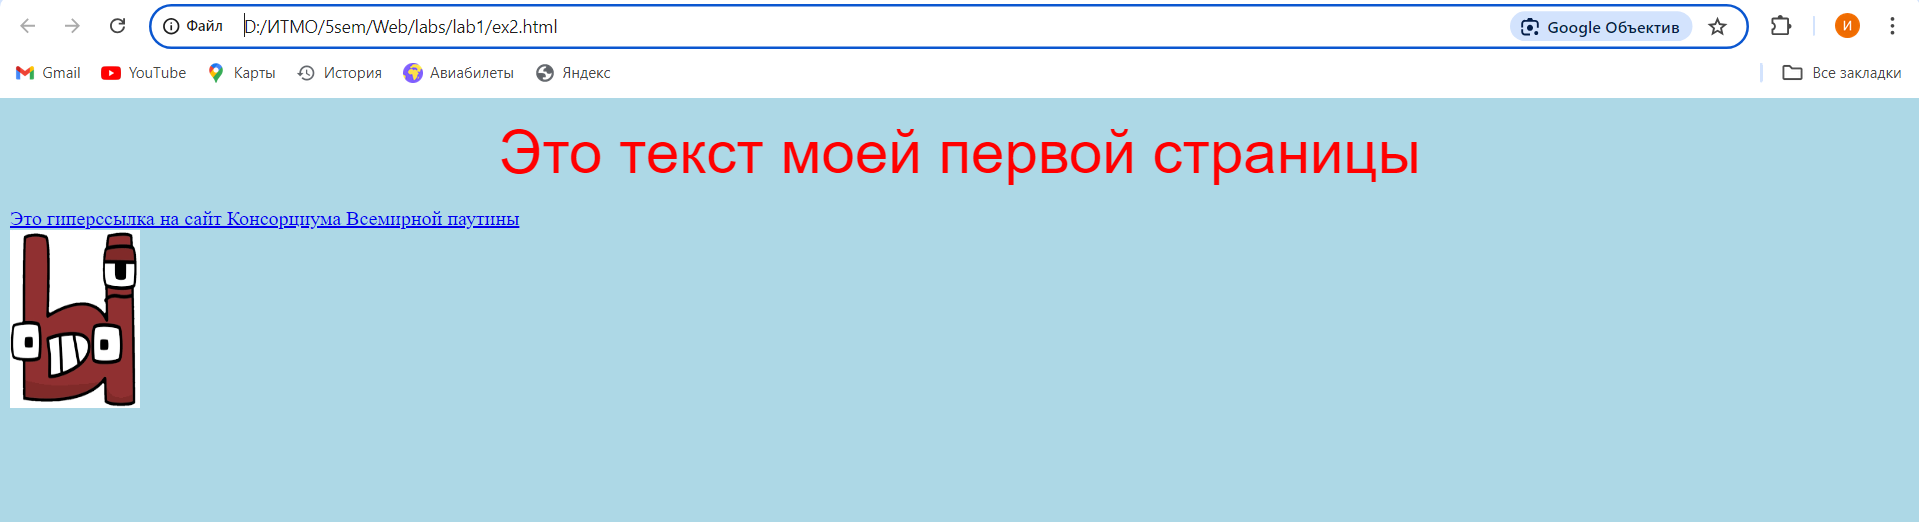 Файл D:/ИТМО/5sem/Web/labs/lab1/ex2.html Google Объектив И
Gmail YouTube Карты История Авиабилеты Яндекс Все закладки
Это текст моей первой страницы
Это гиперссылка на сайт Консорциума Всемирной паутины